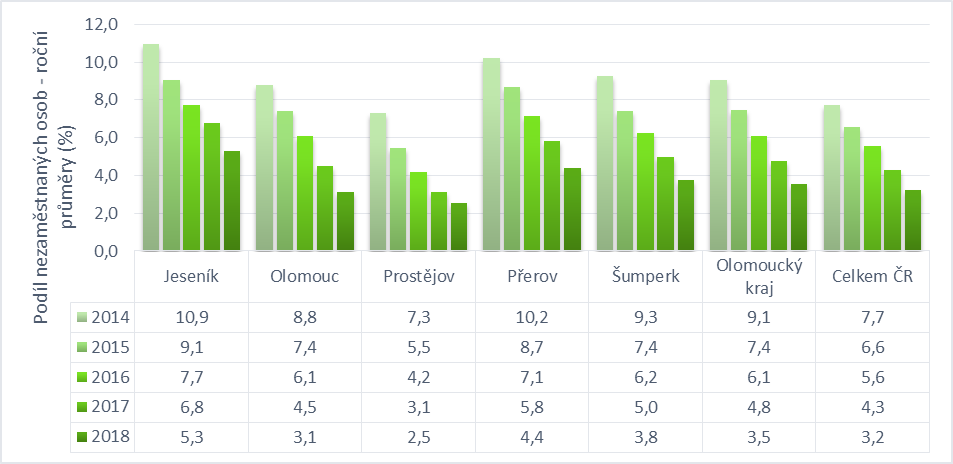 Podíl nezaměstnaných osob - roční
průměry (%)
12,0
10,0
8,0
6,0
4,0
2,0
0,0
Jeseník Olomouc Prostějov Přerov Šumperk Olomoucký kraj Celkem ČR
2014 10,9 8,8 7,3 10,2 9,3 9,1 7,7
2015 9,1 7,4 5,5 8,7 7,4 7,4 6,6
2016 7,7 6,1 4,2 7,1 6,2 6,1 5,6
2017 6,8 4,5 3,1 5,8 5,0 4,8 4,3
2018 5,3 3,1 2,5 4,4 3,8 3,5 3,2